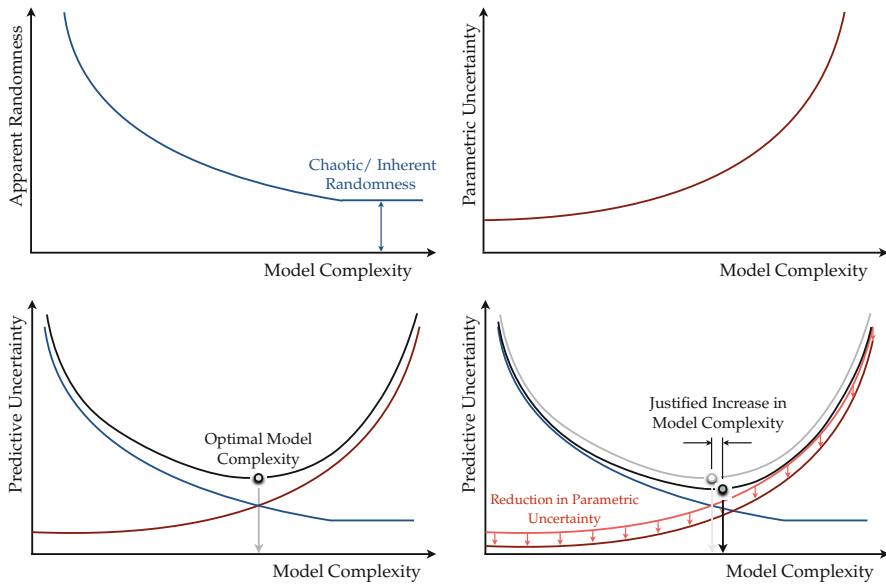 Apparent Randomness
Chaotic/ Inherent
Randomness
Model Complexity
Parametric Uncertainty
Model Complexity
Predictive Uncertainty
Optimal Model
Complexity
Model Complexity
Predictive Uncertainty
Justified Increase in
Model Complexity
Reduction in Parametric
Uncertainty
Model Complexity